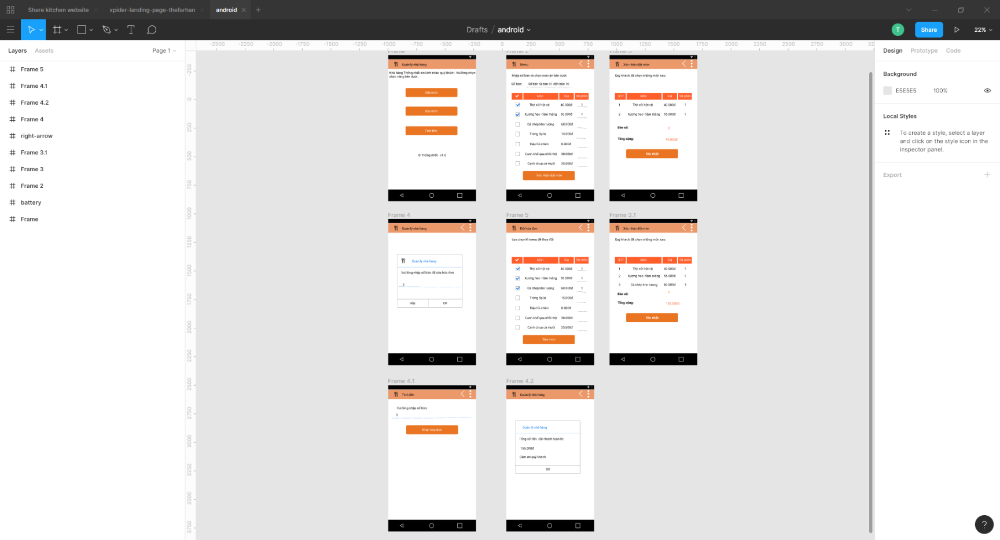 Share kitchen website
xpider-landing-page-thefarhan
android
Drafts / android
T
Share
22%
Layers
Assets
Page 1
Frame 5
Frame 4.1
Frame 4.2
Frame 4
right-arrow
Frame 3.1
Frame 3
Frame 2
battery
Frame
-2500 -2250 -2000 -1750 -1500 -1250 -1000 -750 -500 -250 0 250 500 750 1000 1250 1500 1750 2000 2250 2500 2750 3000 32
-250
0
250
500
750
1000
1250
1500
1750
2000
2250
2500
2750
3000
3250
3500
3750
Frame
Quản lý nhà hàng
Nhà hàng Thống nhất xin kính chào quý khách. Vui lòng chọn
chức năng bên dưới.
Đặt món
Sửa món
Tính tiền
© Thống nhất - v1.0
Frame 2
Menu
Nhập số bàn và chọn món ăn bên dưới:
Số bàn: Số bàn từ bàn 01 đến bàn 10
Món Giá Số phần
Thịt xôi hột vịt 40.000đ 1
Xương heo hầm măng 55.000đ 1
Cá chép kho tương 60.000đ
Trứng ốp la 15.000đ
Đậu hũ chiên 8.000đ
Canh khổ qua nhồi thịt 30.000đ
Canh chua cá muối 35.000đ
Xác nhận đặt món
Frame 3
Xác nhận đặt món
Quý khách đã chọn những món sau:
STT Món Giá Số phần
1 Thịt xôi hột vịt 40.000đ 1
2 Xương heo hầm măng 55.000đ 1
Bàn số: 2
Tổng cộng: 95.000đ
Xác nhận
Frame 4
Quản lý nhà hàng
Quản lý nhà hàng
Vui lòng nhập số bàn để sửa hóa đơn
2
Hủy OK
Frame 5
Đổi hóa đơn
Lựa chọn kĩ menu để thay đổi
Món Giá Số phần
Thịt xôi hột vịt 40.000đ 1
Xương heo hầm măng 55.000đ 1
Cá chép kho tương 60.000đ 1
Trứng ốp la 15.000đ
Đậu hũ chiên 8.000đ
Canh khổ qua nhồi thịt 30.000đ
Canh chua cá muối 35.000đ
Sửa món
Frame 3.1
Xác nhận đổi món
Quý khách đã chọn những món sau:
STT Món Giá Số phần
1 Thịt xôi hột vịt 40.000đ 1
2 Xương heo hầm măng 55.000đ 1
3 Cá chép kho tương 60.000đ 1
Bàn số: 2
Tổng cộng: 155.000đ
Xác nhận
Frame 4.1
Tính tiền
Vui lòng nhập số bàn:
2
Nhận hóa đơn
Frame 4.2
Quản lý nhà hàng
Quản lý nhà hàng
Tổng số tiền cần thanh toán là:
155.000đ
Cảm ơn quý khách
OK
Design
Prototype
Code
Background
E5E5E5 100%
Local Styles
To create a style, select a layer
and click on the style icon in the
inspector panel.
Export
?